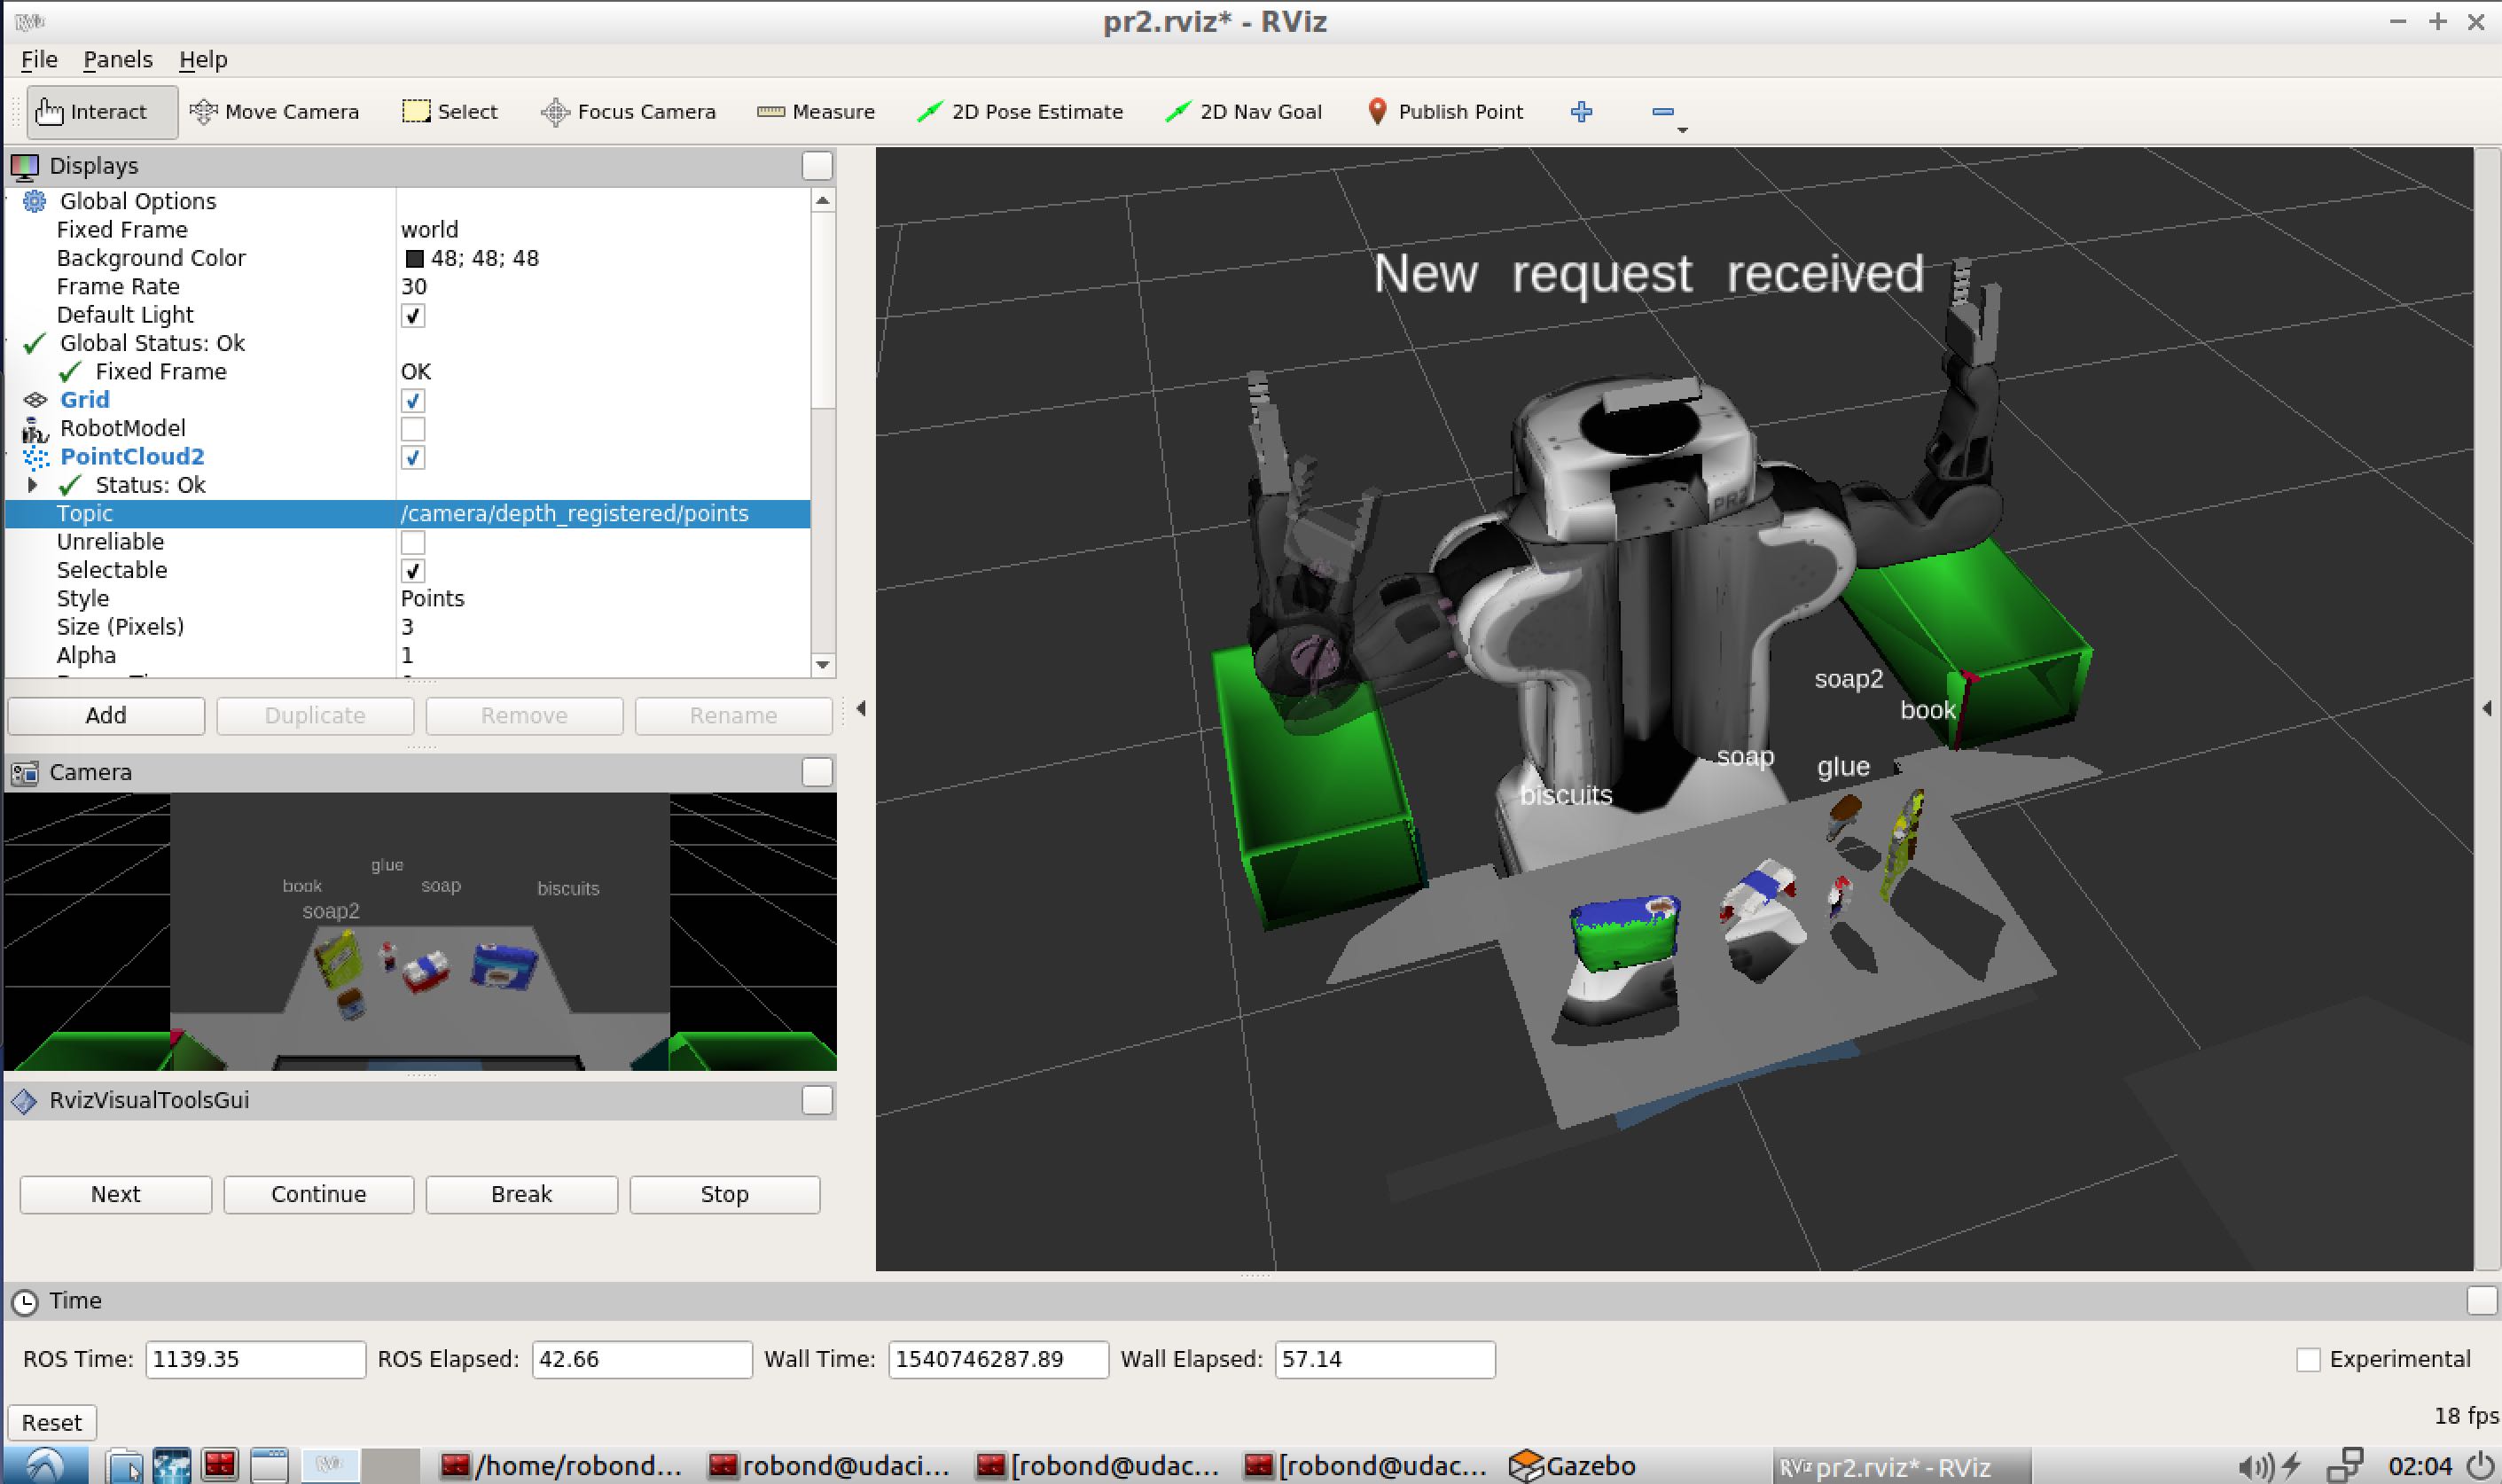 pr2.rviz* - RViz
File Panels Help
Interact Move Camera Select Focus Camera Measure 2D Pose Estimate 2D Nav Goal Publish Point
Displays
Global Options
Fixed Frame world
Background Color 48; 48; 48
Frame Rate 30
Default Light
Global Status: Ok
Fixed Frame OK
Grid
RobotModel
PointCloud2
Status: Ok
Topic /camera/depth_registered/points
Unreliable
Selectable
Style Points
Size (Pixels) 3
Alpha 1
Add Duplicate Remove Rename
Camera
glue
book soap biscuits
soap2
RvizVisualToolsGui
Next Continue Break Stop
New request received
PR2
soap2
book
soap glue
biscuits
Time
ROS Time: 1139.35 ROS Elapsed: 42.66 Wall Time: 1540746287.89 Wall Elapsed: 57.14 Experimental
Reset 18 fps
/home/robond... robond@udaci... [robond@udac... [robond@udac... Gazebo RViz pr2.rviz* - RViz 02:04